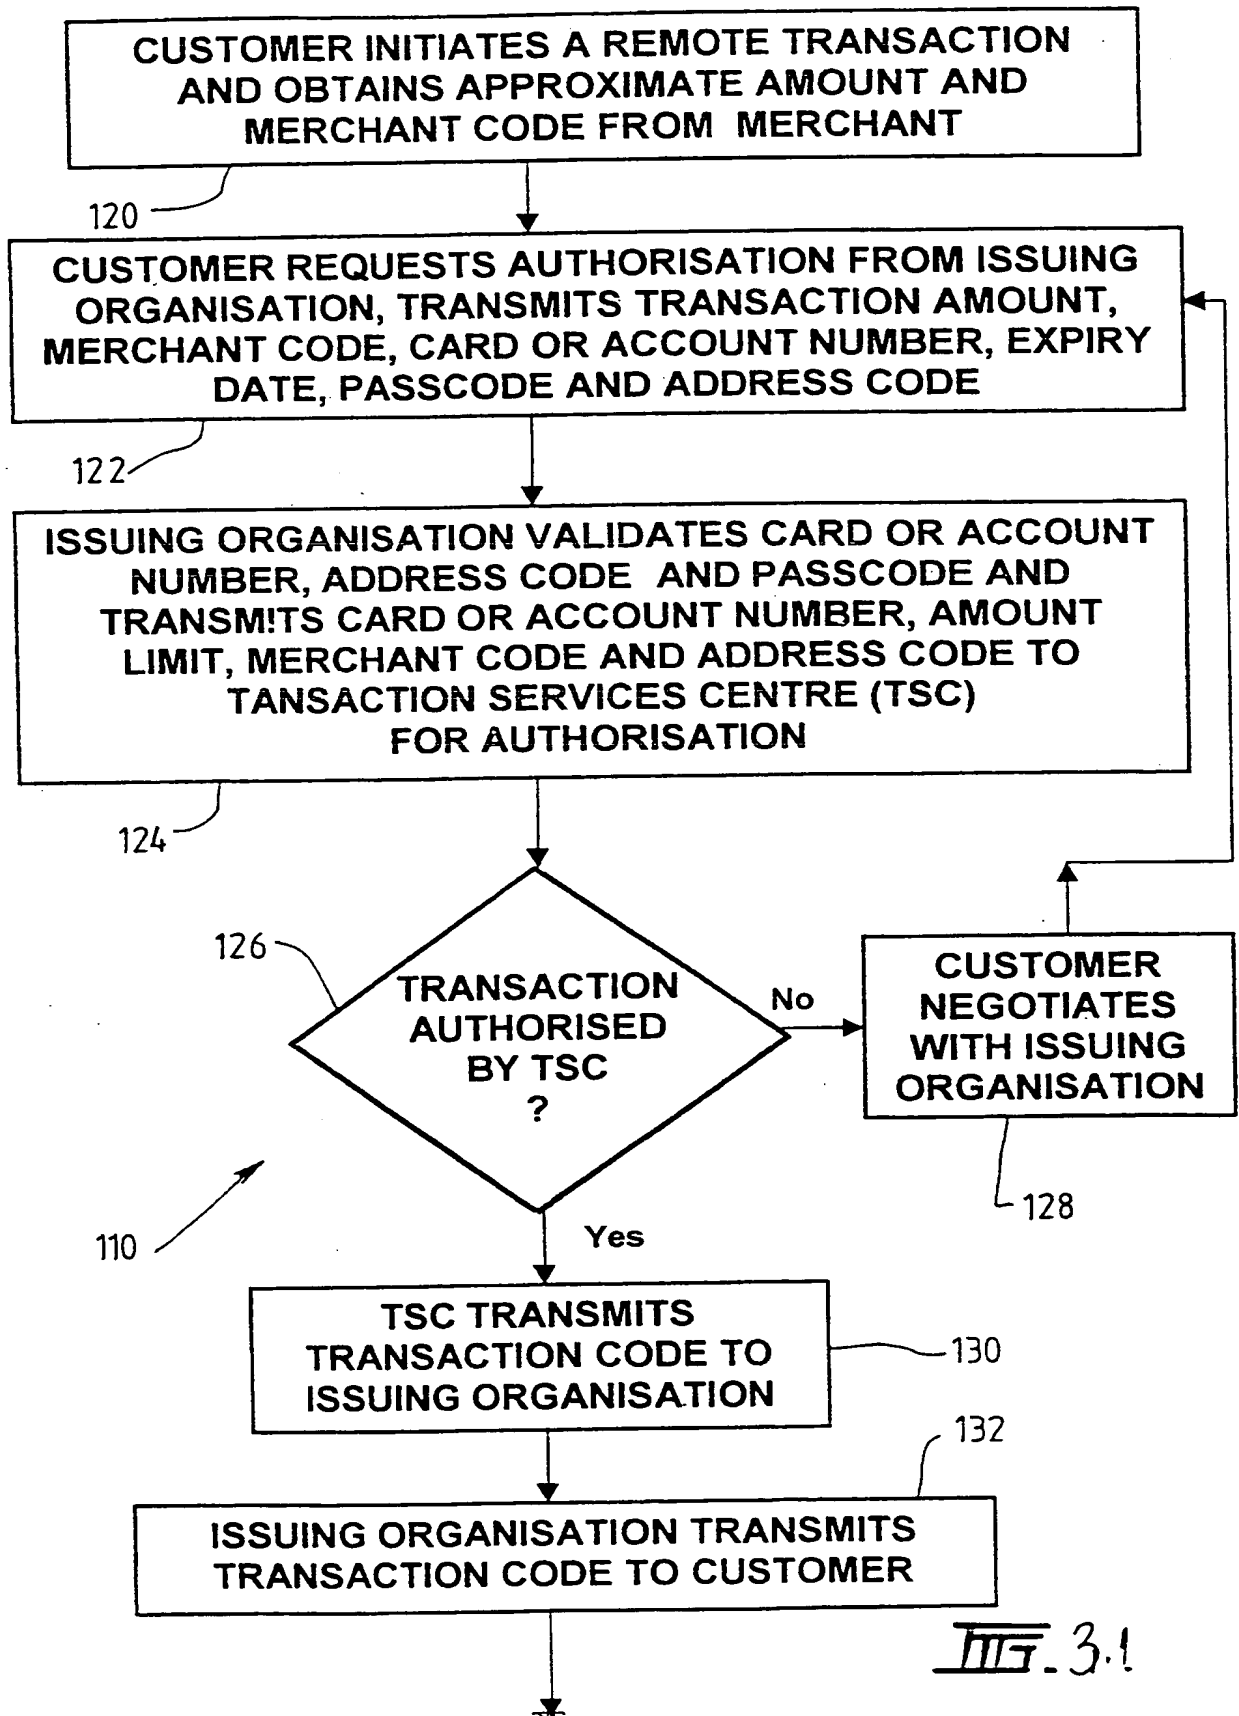 CUSTOMER INITIATES A REMOTE TRANSACTION
AND OBTAINS APPROXIMATE AMOUNT AND
MERCHANT CODE FROM MERCHANT
120
CUSTOMER REQUESTS AUTHORISATION FROM ISSUING
ORGANISATION, TRANSMITS TRANSACTION AMOUNT,
MERCHANT CODE, CARD OR ACCOUNT NUMBER, EXPIRY
DATE, PASSCODE AND ADDRESS CODE
122
ISSUING ORGANISATION VALIDATES CARD OR ACCOUNT
NUMBER, ADDRESS CODE AND PASSCODE AND
TRANSMITS CARD OR ACCOUNT NUMBER, AMOUNT
LIMIT, MERCHANT CODE AND ADDRESS CODE TO
TANSACTION SERVICES CENTRE (TSC)
FOR AUTHORISATION
124
126
TRANSACTION
AUTHORISED
BY TSC
?
No
CUSTOMER
NEGOTIATES
WITH ISSUING
ORGANISATION
128
110
Yes
TSC TRANSMITS
TRANSACTION CODE TO
ISSUING ORGANISATION
130
132
ISSUING ORGANISATION TRANSMITS
TRANSACTION CODE TO CUSTOMER
FIG. 3.1